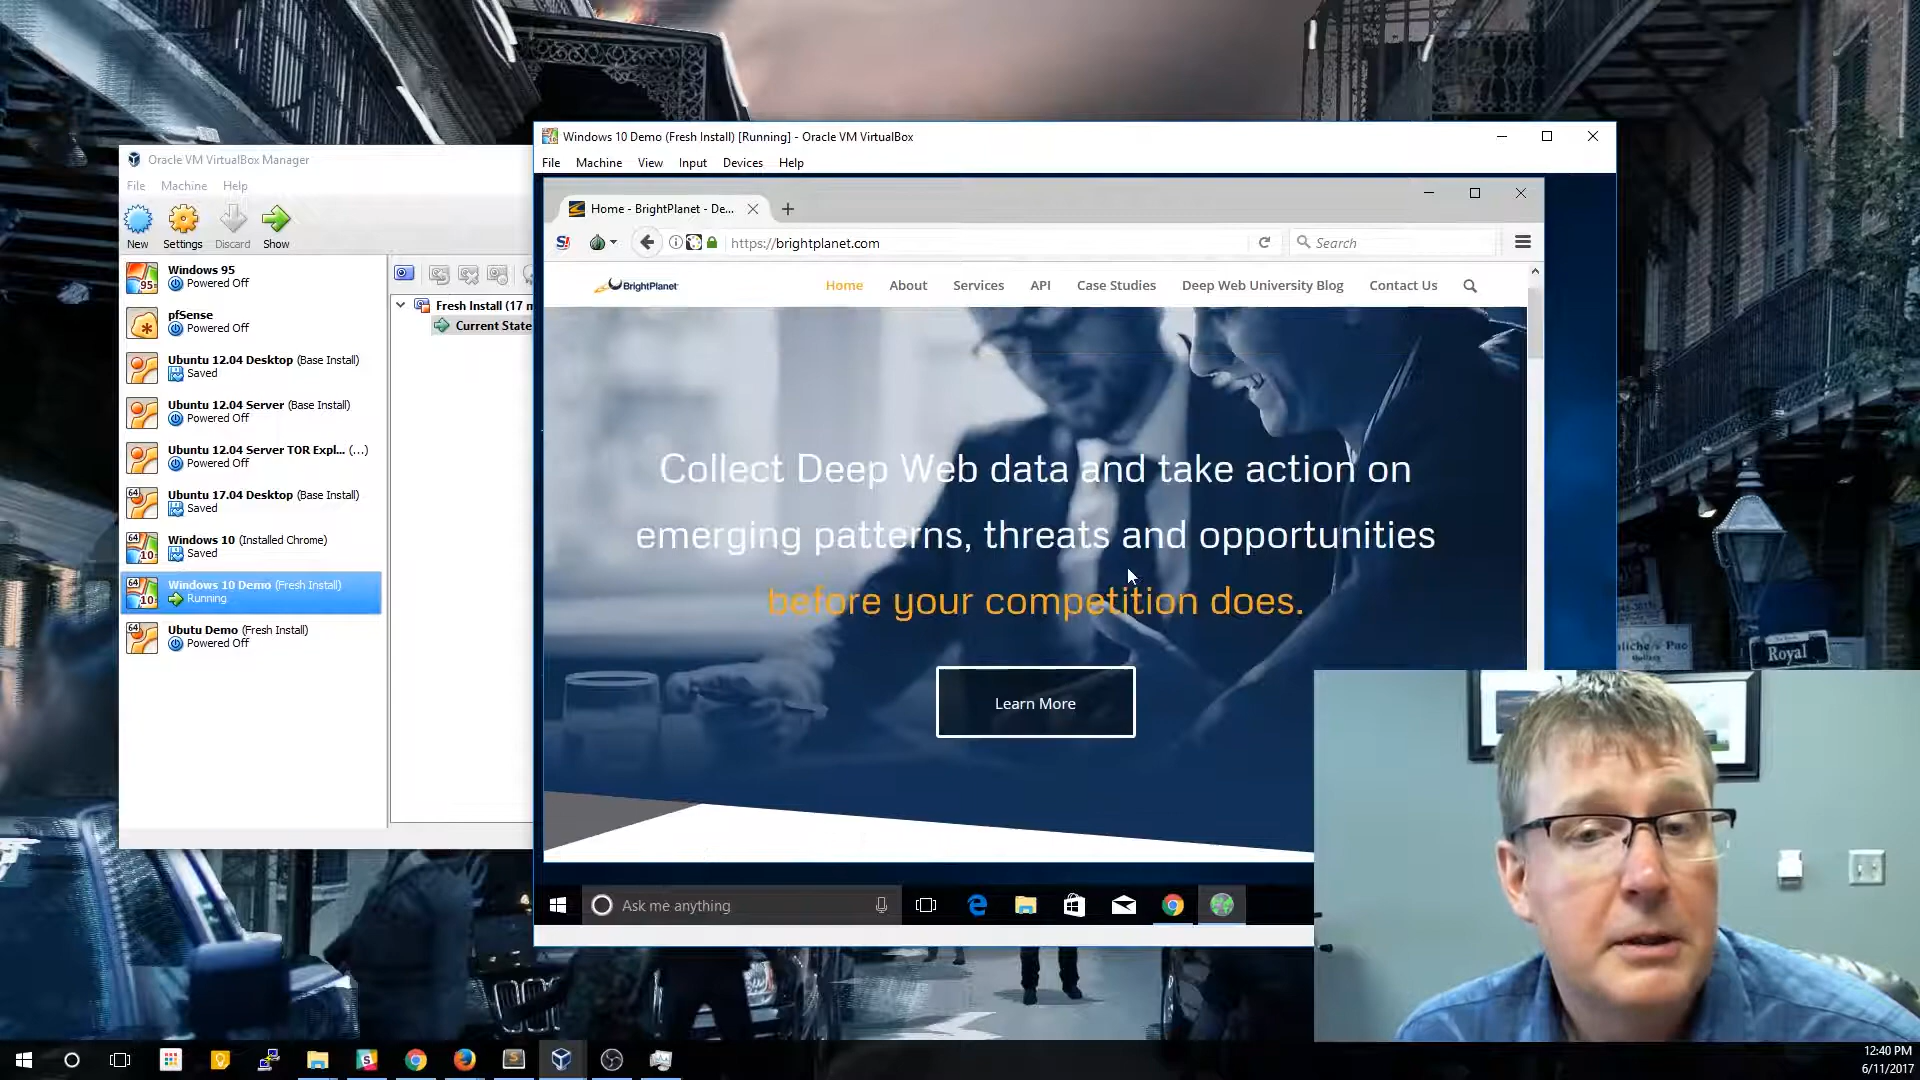 Oracle VM VirtualBox Manager
File Machine Help
New Settings Discard Show
Windows 95
Powered Off
pfSense
Powered Off
Ubuntu 12.04 Desktop (Base Install)
Saved
Ubuntu 12.04 Server (Base Install)
Powered Off
Ubuntu 12.04 Server TOR Expl... (...)
Powered Off
Ubuntu 17.04 Desktop (Base Install)
Saved
Windows 10 (Installed Chrome)
Saved
Windows 10 Demo (Fresh Install)
Running
Ubutu Demo (Fresh Install)
Powered Off
Fresh Install (17 m
Current State
Windows 10 Demo (Fresh Install) [Running] - Oracle VM VirtualBox
File Machine View Input Devices Help
Home - BrightPlanet - De...
https://brightplanet.com
Search
BrightPlanet
Home About Services API Case Studies Deep Web University Blog Contact Us
Collect Deep Web data and take action on
emerging patterns, threats and opportunities
before your competition does.
Learn More
Ask me anything
Royal
12:40 PM
6/11/2017